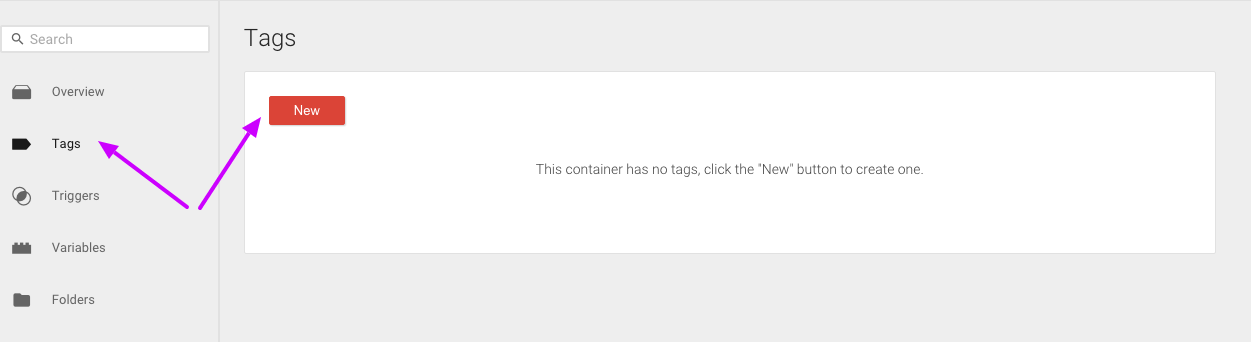 Search
Overview
Tags
Triggers
Variables
Folders
Tags
New
This container has no tags, click the "New" button to create one.